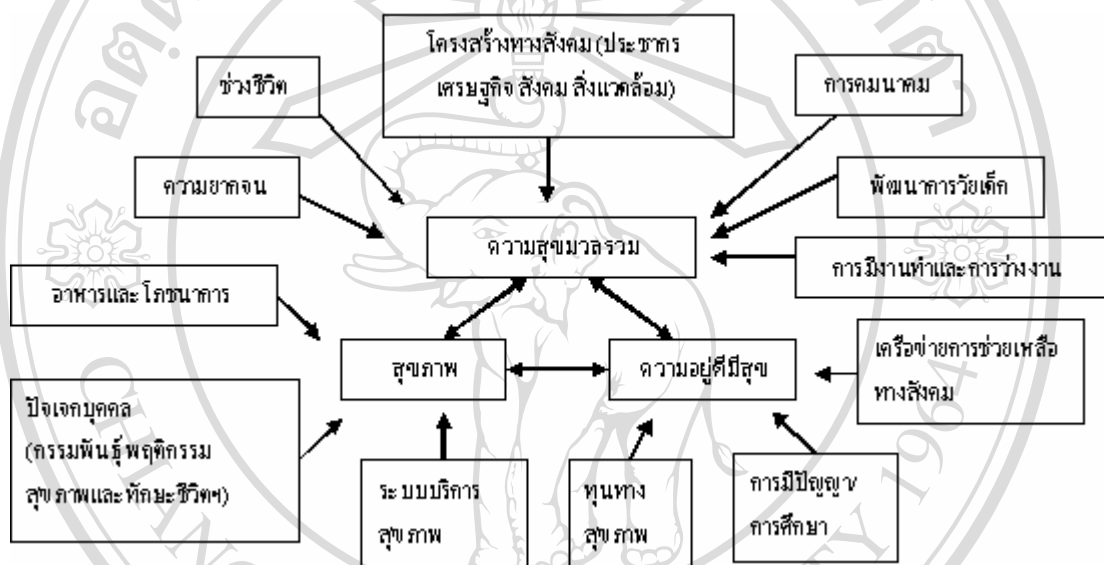 โครงสร้างทางสังคม (ประชากร
เศรษฐกิจ สังคม สิ่งแวดล้อม)
ช่วงชีวิต
การคมนาคม
ความยากจน
พัฒนาการวัยเด็ก
ความสุขมวลรวม
การมีงานทำและการว่างงาน
อาหารและโภชนาการ
สุขภาพ
ความอยู่ดีมีสุข
เครือข่ายการช่วยเหลือ
ทางสังคม
ปัจเจกบุคคล
(กรรมพันธุ์ พฤติกรรม
สุขภาพและทักษะชีวิตฯ)
ระบบบริการ
สุขภาพ
ทุนทาง
สุขภาพ
การมีปัญญา/
การศึกษา
1964